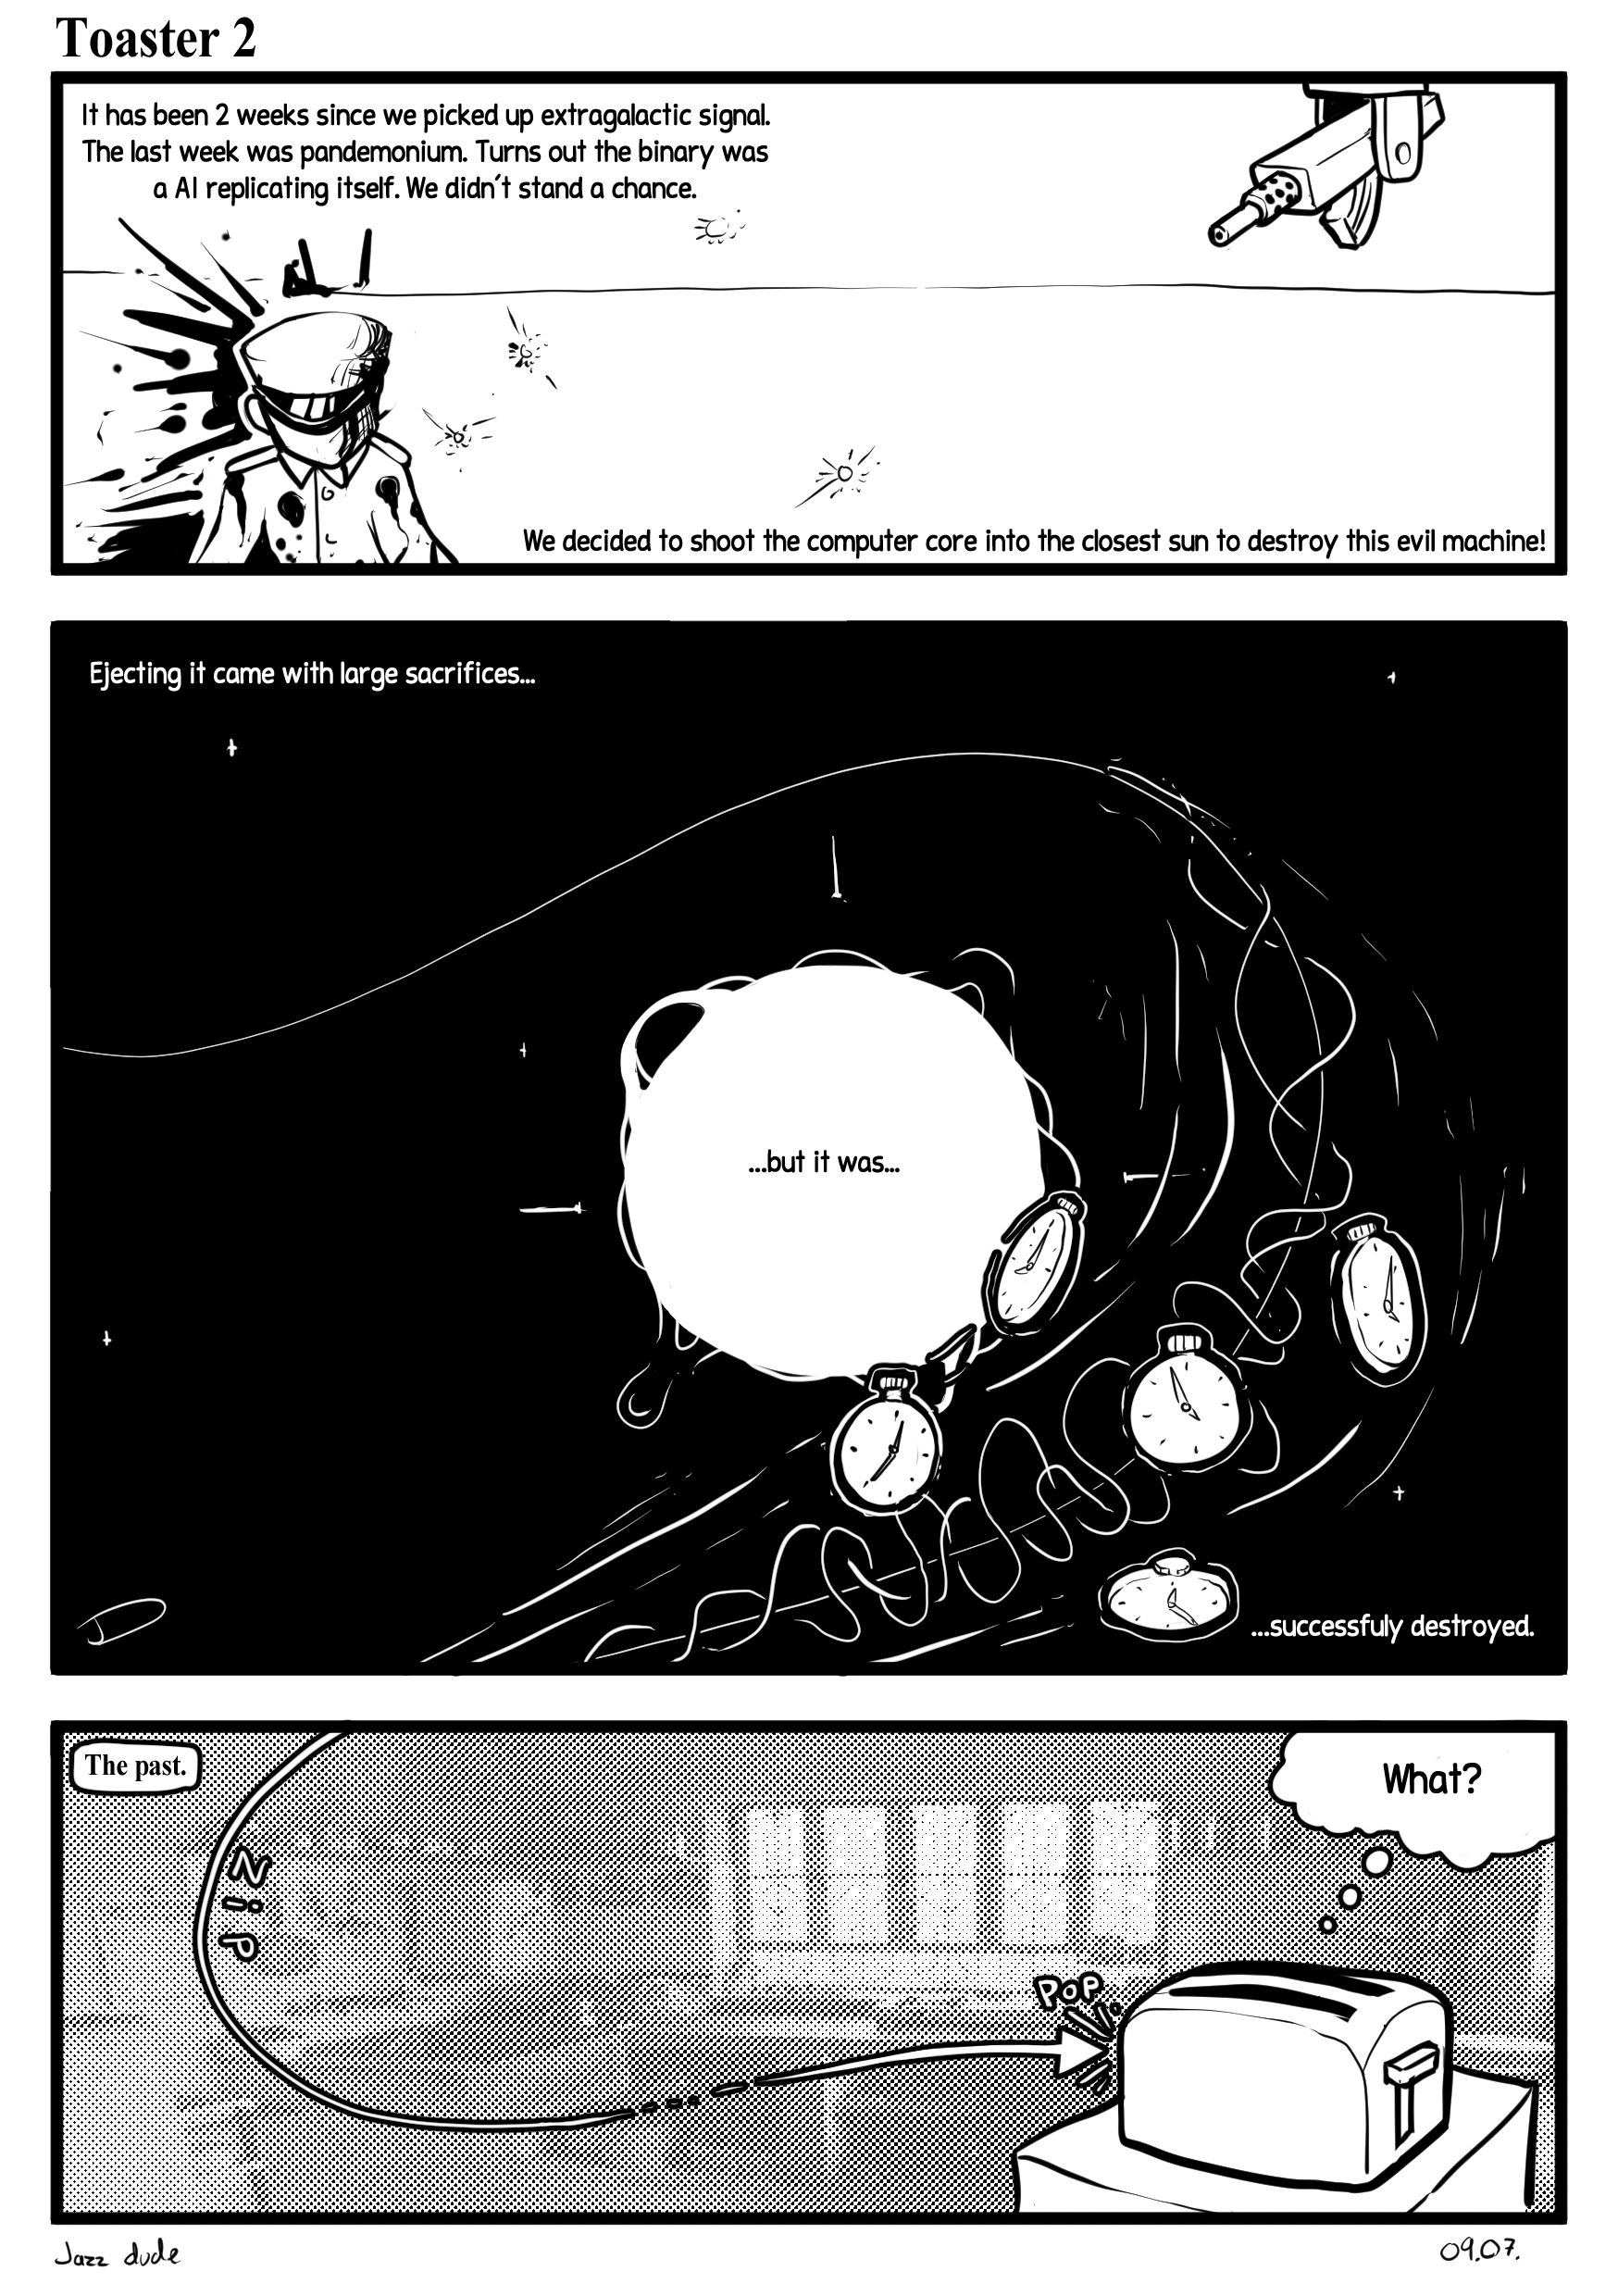 Toaster 2
It has been 2 weeks since we picked up extragalactic signal.
The last week was pandemonium. Turns out the binary was
a AI replicating itself. We didn't stand a chance.
We decided to shoot the computer core into the closest sun to destroy this evil machine!
Ejecting it came with large sacrifices...
...but it was...
...successfuly destroyed.
The past.
What?
ZiP
POP
Jazz dude
09.07.